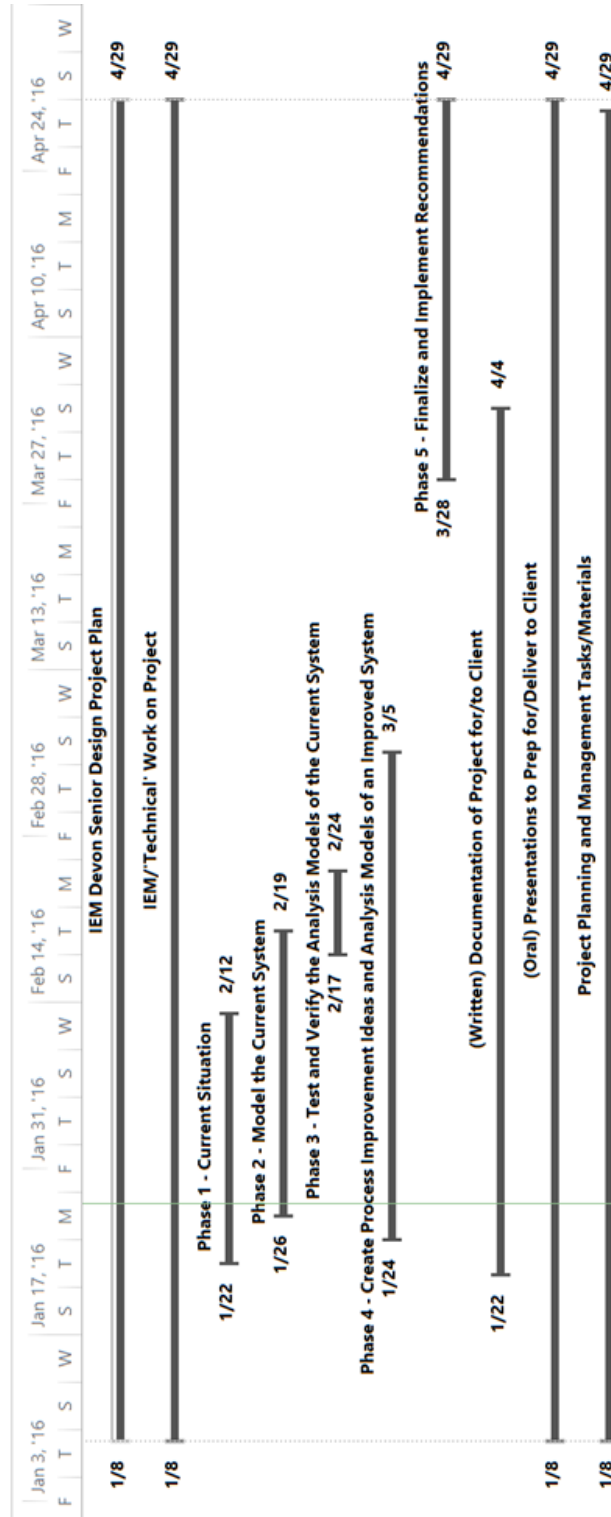 Jan 3, '16 Jan 17, '16 Jan 31, '16 Feb 14, '16 Feb 28, '16 Mar 13, '16 Mar 27, '16 Apr 10, '16 Apr 24, '16
F T S W S T M F T S W S T F M T S W S T M F T S W S T M F T S W
IEM Devon Senior Design Project Plan
1/8 4/29
IEM/'Technical' Work on Project
1/8 4/29
Phase 1 - Current Situation
1/22 2/12
Phase 2 - Model the Current System
1/26 2/19
Phase 3 - Test and Verify the Analysis Models of the Current System
2/17 2/24
Phase 4 - Create Process Improvement Ideas and Analysis Models of an Improved System
1/24 3/5
Phase 5 - Finalize and Implement Recommendations
3/28 4/29
(Written) Documentation of Project for/to Client
1/22 4/4
(Oral) Presentations to Prep for/Deliver to Client
1/8 4/29
Project Planning and Management Tasks/Materials
1/8 4/29